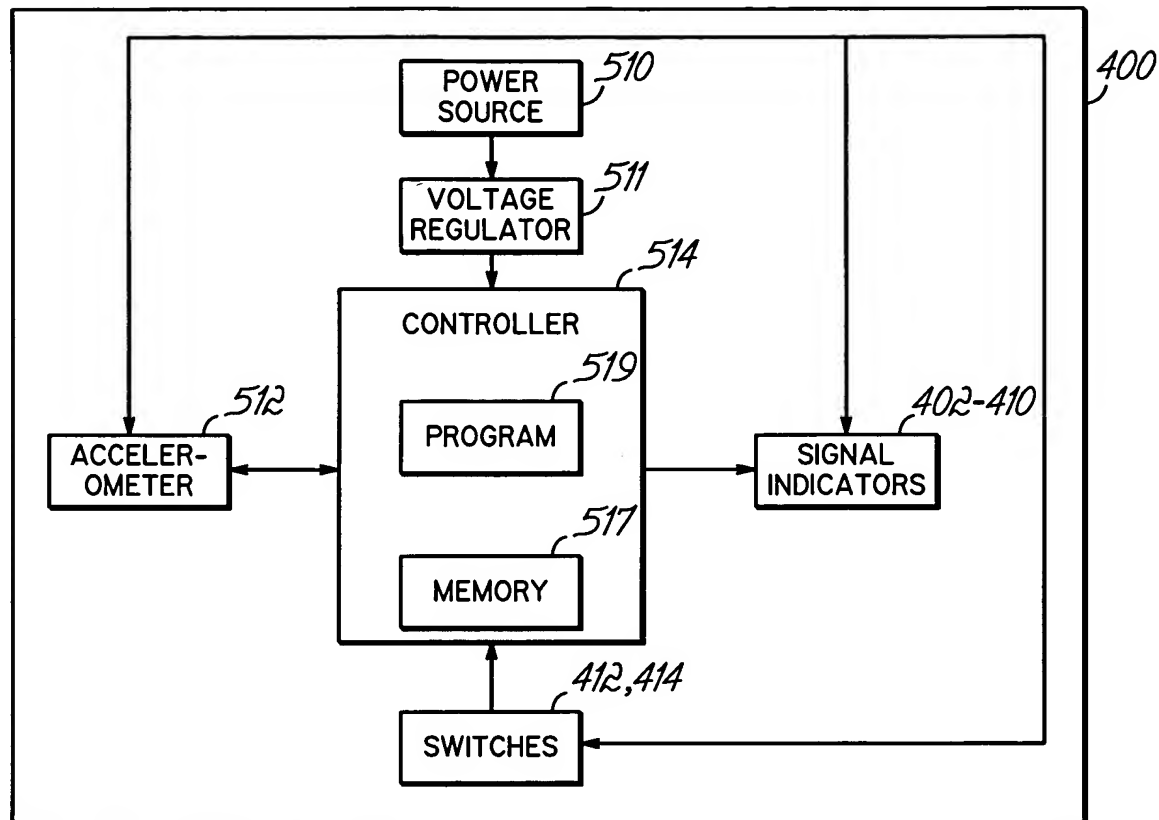 510
POWER
SOURCE
400
511
VOLTAGE
REGULATOR
514
CONTROLLER
519
PROGRAM
512
ACCELER-
OMETER
402-410
SIGNAL
INDICATORS
517
MEMORY
412,414
SWITCHES